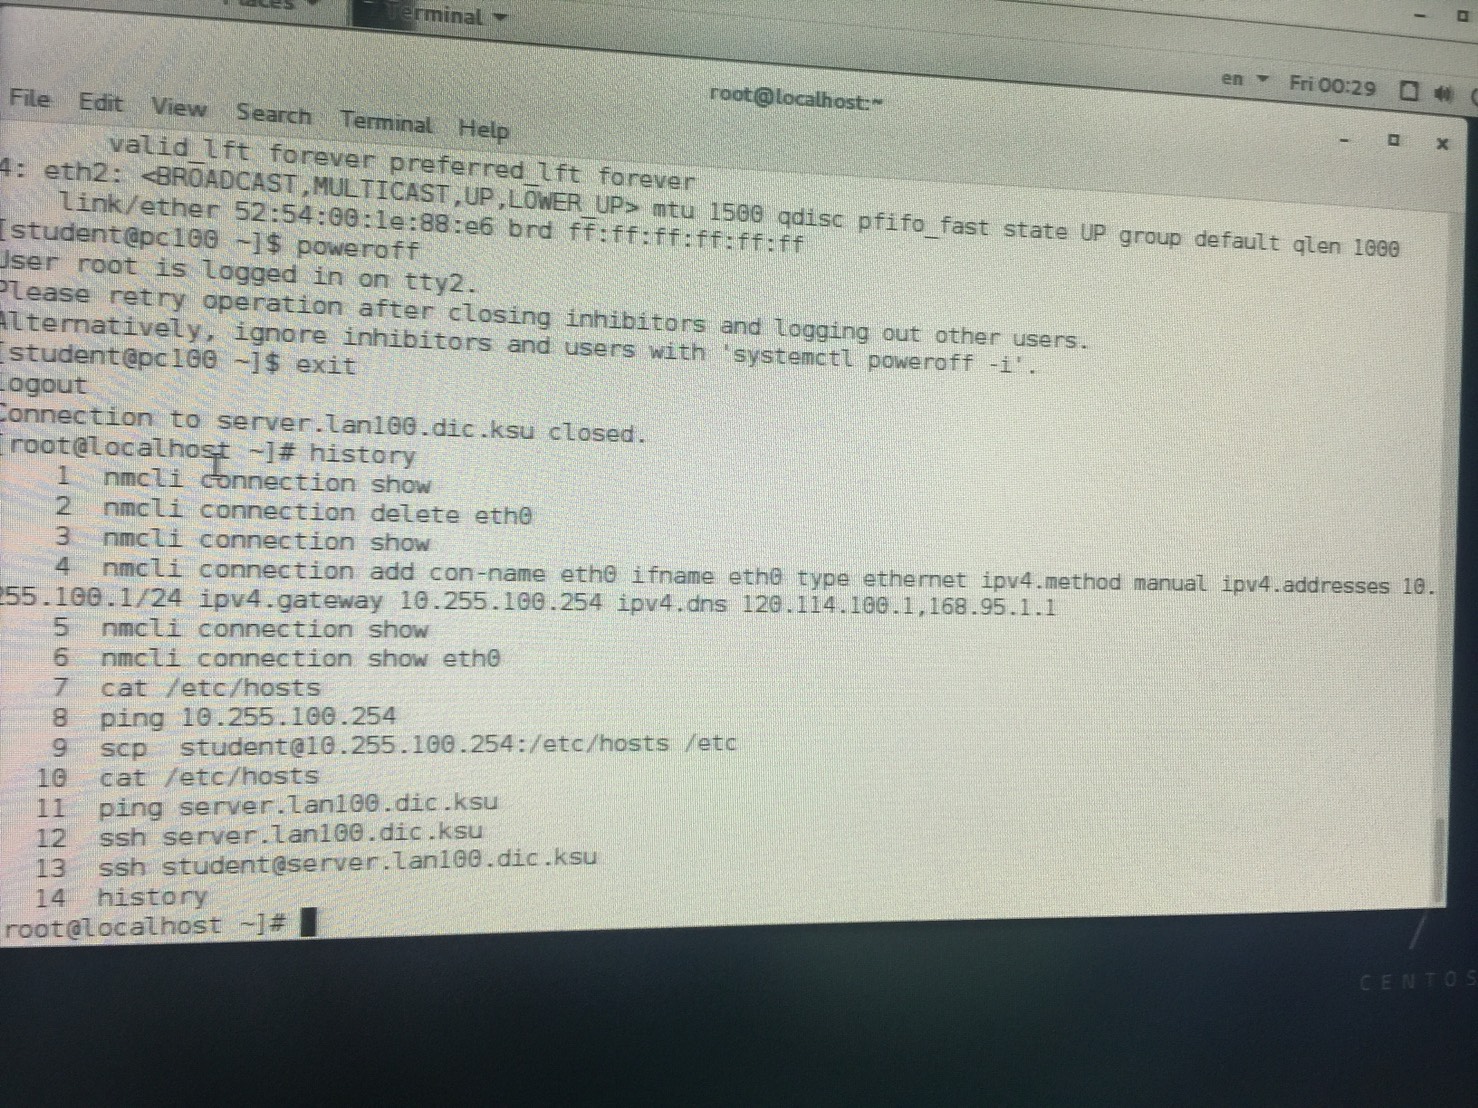 Terminal
en Fri 00:29
root@localhost:~
File Edit View Search Terminal Help
valid_lft forever preferred_lft forever
4: eth2: <BROADCAST,MULTICAST,UP,LOWER_UP> mtu 1500 qdisc pfifo_fast state UP group default qlen 1000
link/ether 52:54:00:1e:88:e6 brd ff:ff:ff:ff:ff:ff
[student@pc100 ~]$ poweroff
User root is logged in on tty2.
Please retry operation after closing inhibitors and logging out other users.
Alternatively, ignore inhibitors and users with 'systemctl poweroff -i'.
[student@pc100 ~]$ exit
logout
Connection to server.lan100.dic.ksu closed.
[root@localhost ~]# history
1 nmcli connection show
2 nmcli connection delete eth0
3 nmcli connection show
4 nmcli connection add con-name eth0 ifname eth0 type ethernet ipv4.method manual ipv4.addresses 10.
255.100.1/24 ipv4.gateway 10.255.100.254 ipv4.dns 120.114.100.1,168.95.1.1
5 nmcli connection show
6 nmcli connection show eth0
7 cat /etc/hosts
8 ping 10.255.100.254
9 scp  student@10.255.100.254:/etc/hosts /etc
10 cat /etc/hosts
11 ping server.lan100.dic.ksu
12 ssh server.lan100.dic.ksu
13 ssh student@server.lan100.dic.ksu
14 history
root@localhost ~]#
CENTOS